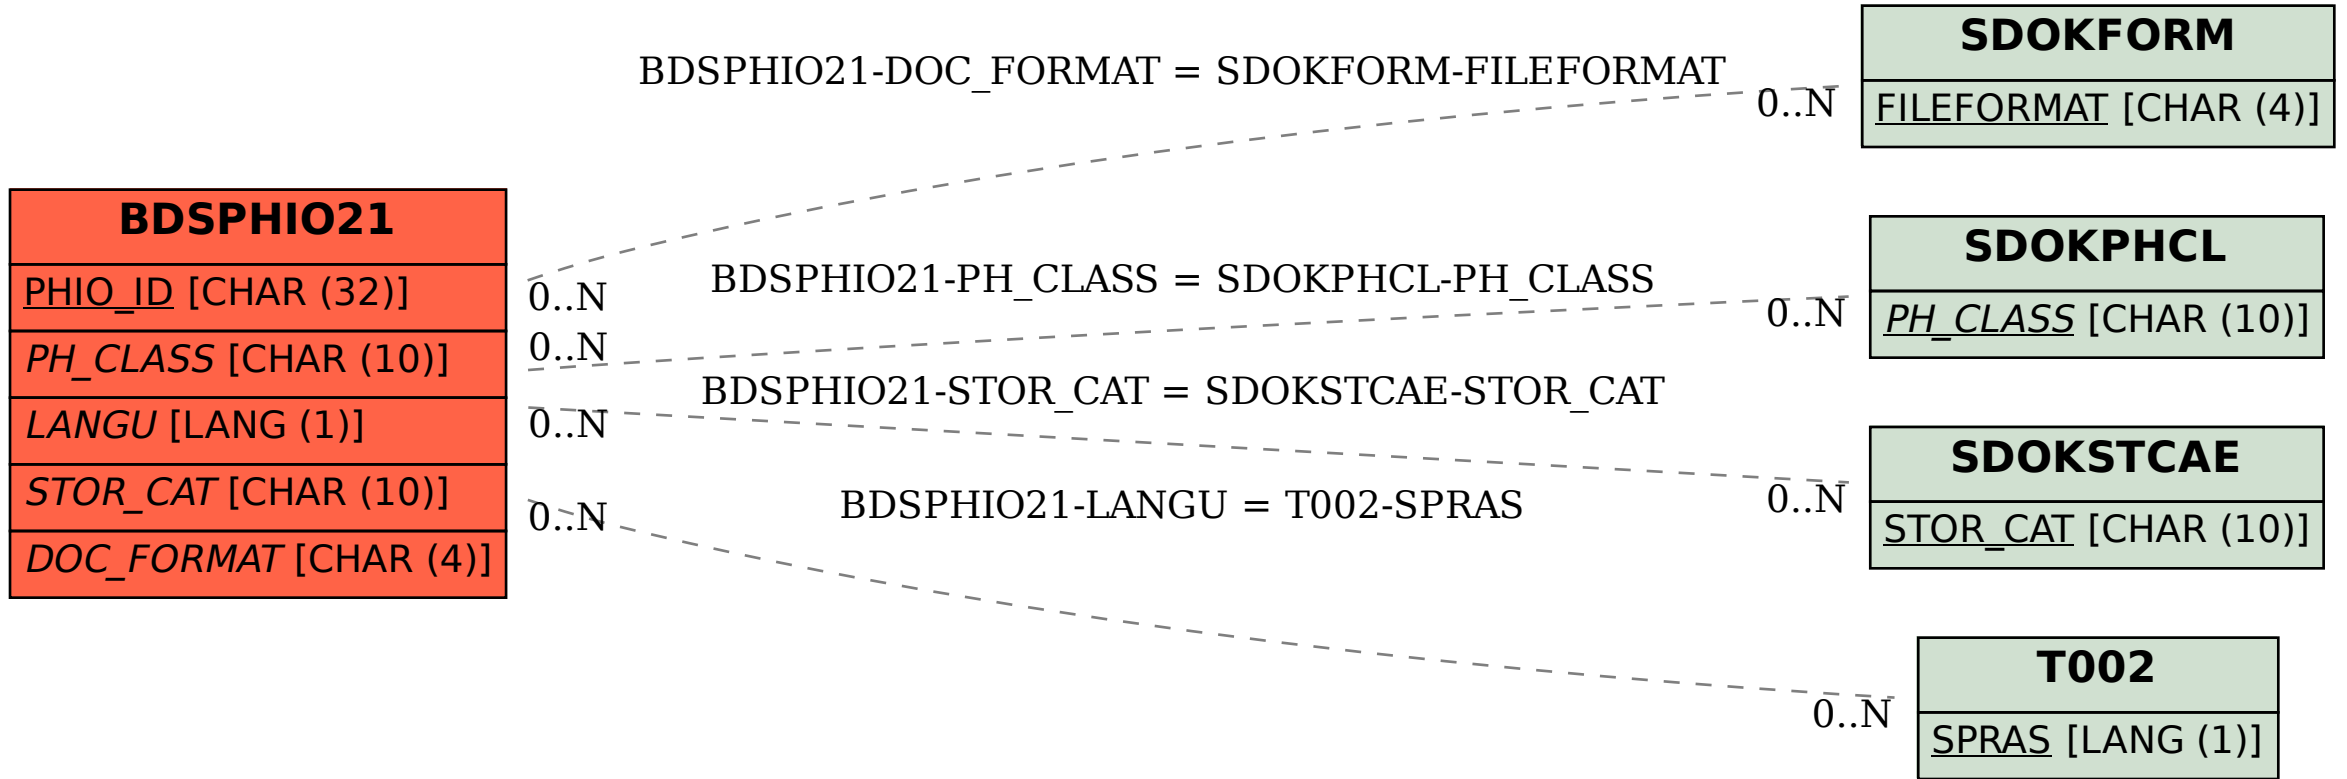 SDOKFORM
FILEFORMAT [CHAR (4)]
BDSPHIO21-DOC_FORMAT = SDOKFORM-FILEFORMAT
0..N
BDSPHIO21
PHIO_ID [CHAR (32)]
PH_CLASS [CHAR (10)]
LANGU [LANG (1)]
STOR_CAT [CHAR (10)]
DOC_FORMAT [CHAR (4)]
0..N
0..N
0..N
0..N
BDSPHIO21-PH_CLASS = SDOKPHCL-PH_CLASS
0..N
SDOKPHCL
PH_CLASS [CHAR (10)]
BDSPHIO21-STOR_CAT = SDOKSTCAE-STOR_CAT
0..N
SDOKSTCAE
STOR_CAT [CHAR (10)]
BDSPHIO21-LANGU = T002-SPRAS
0..N
T002
SPRAS [LANG (1)]